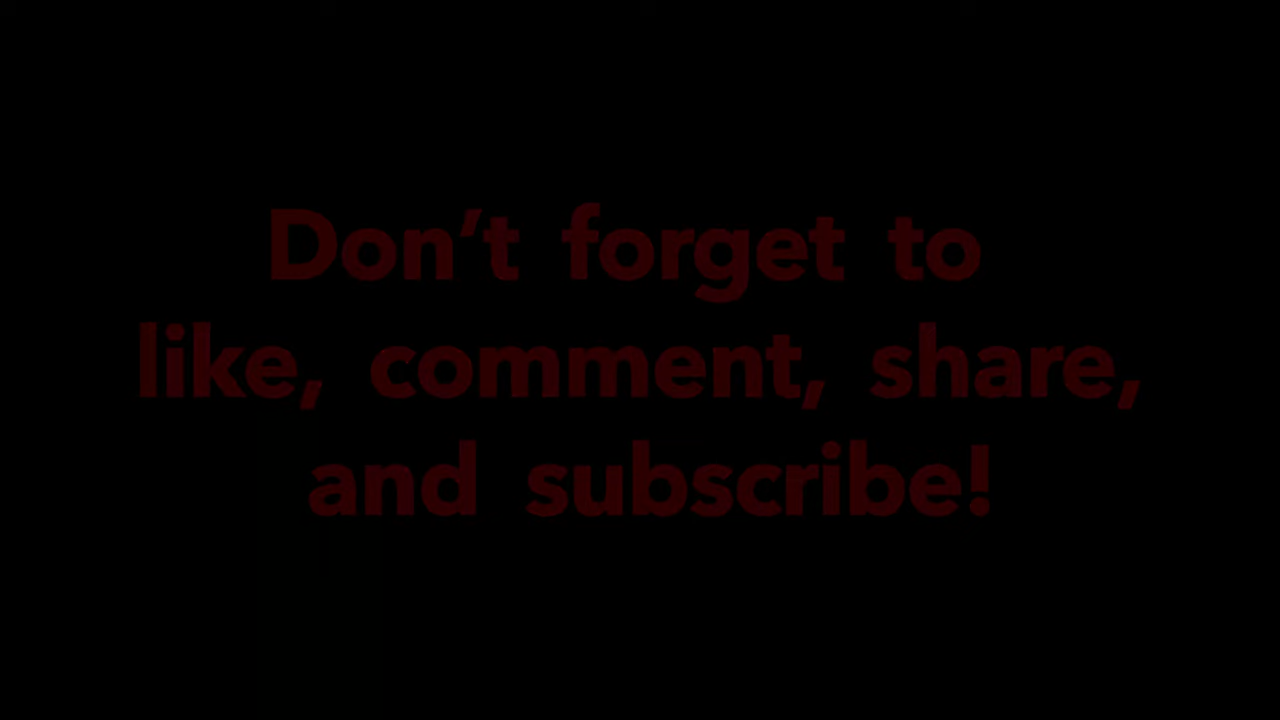 Don’t forget to
like, comment, share,
and subscribe!